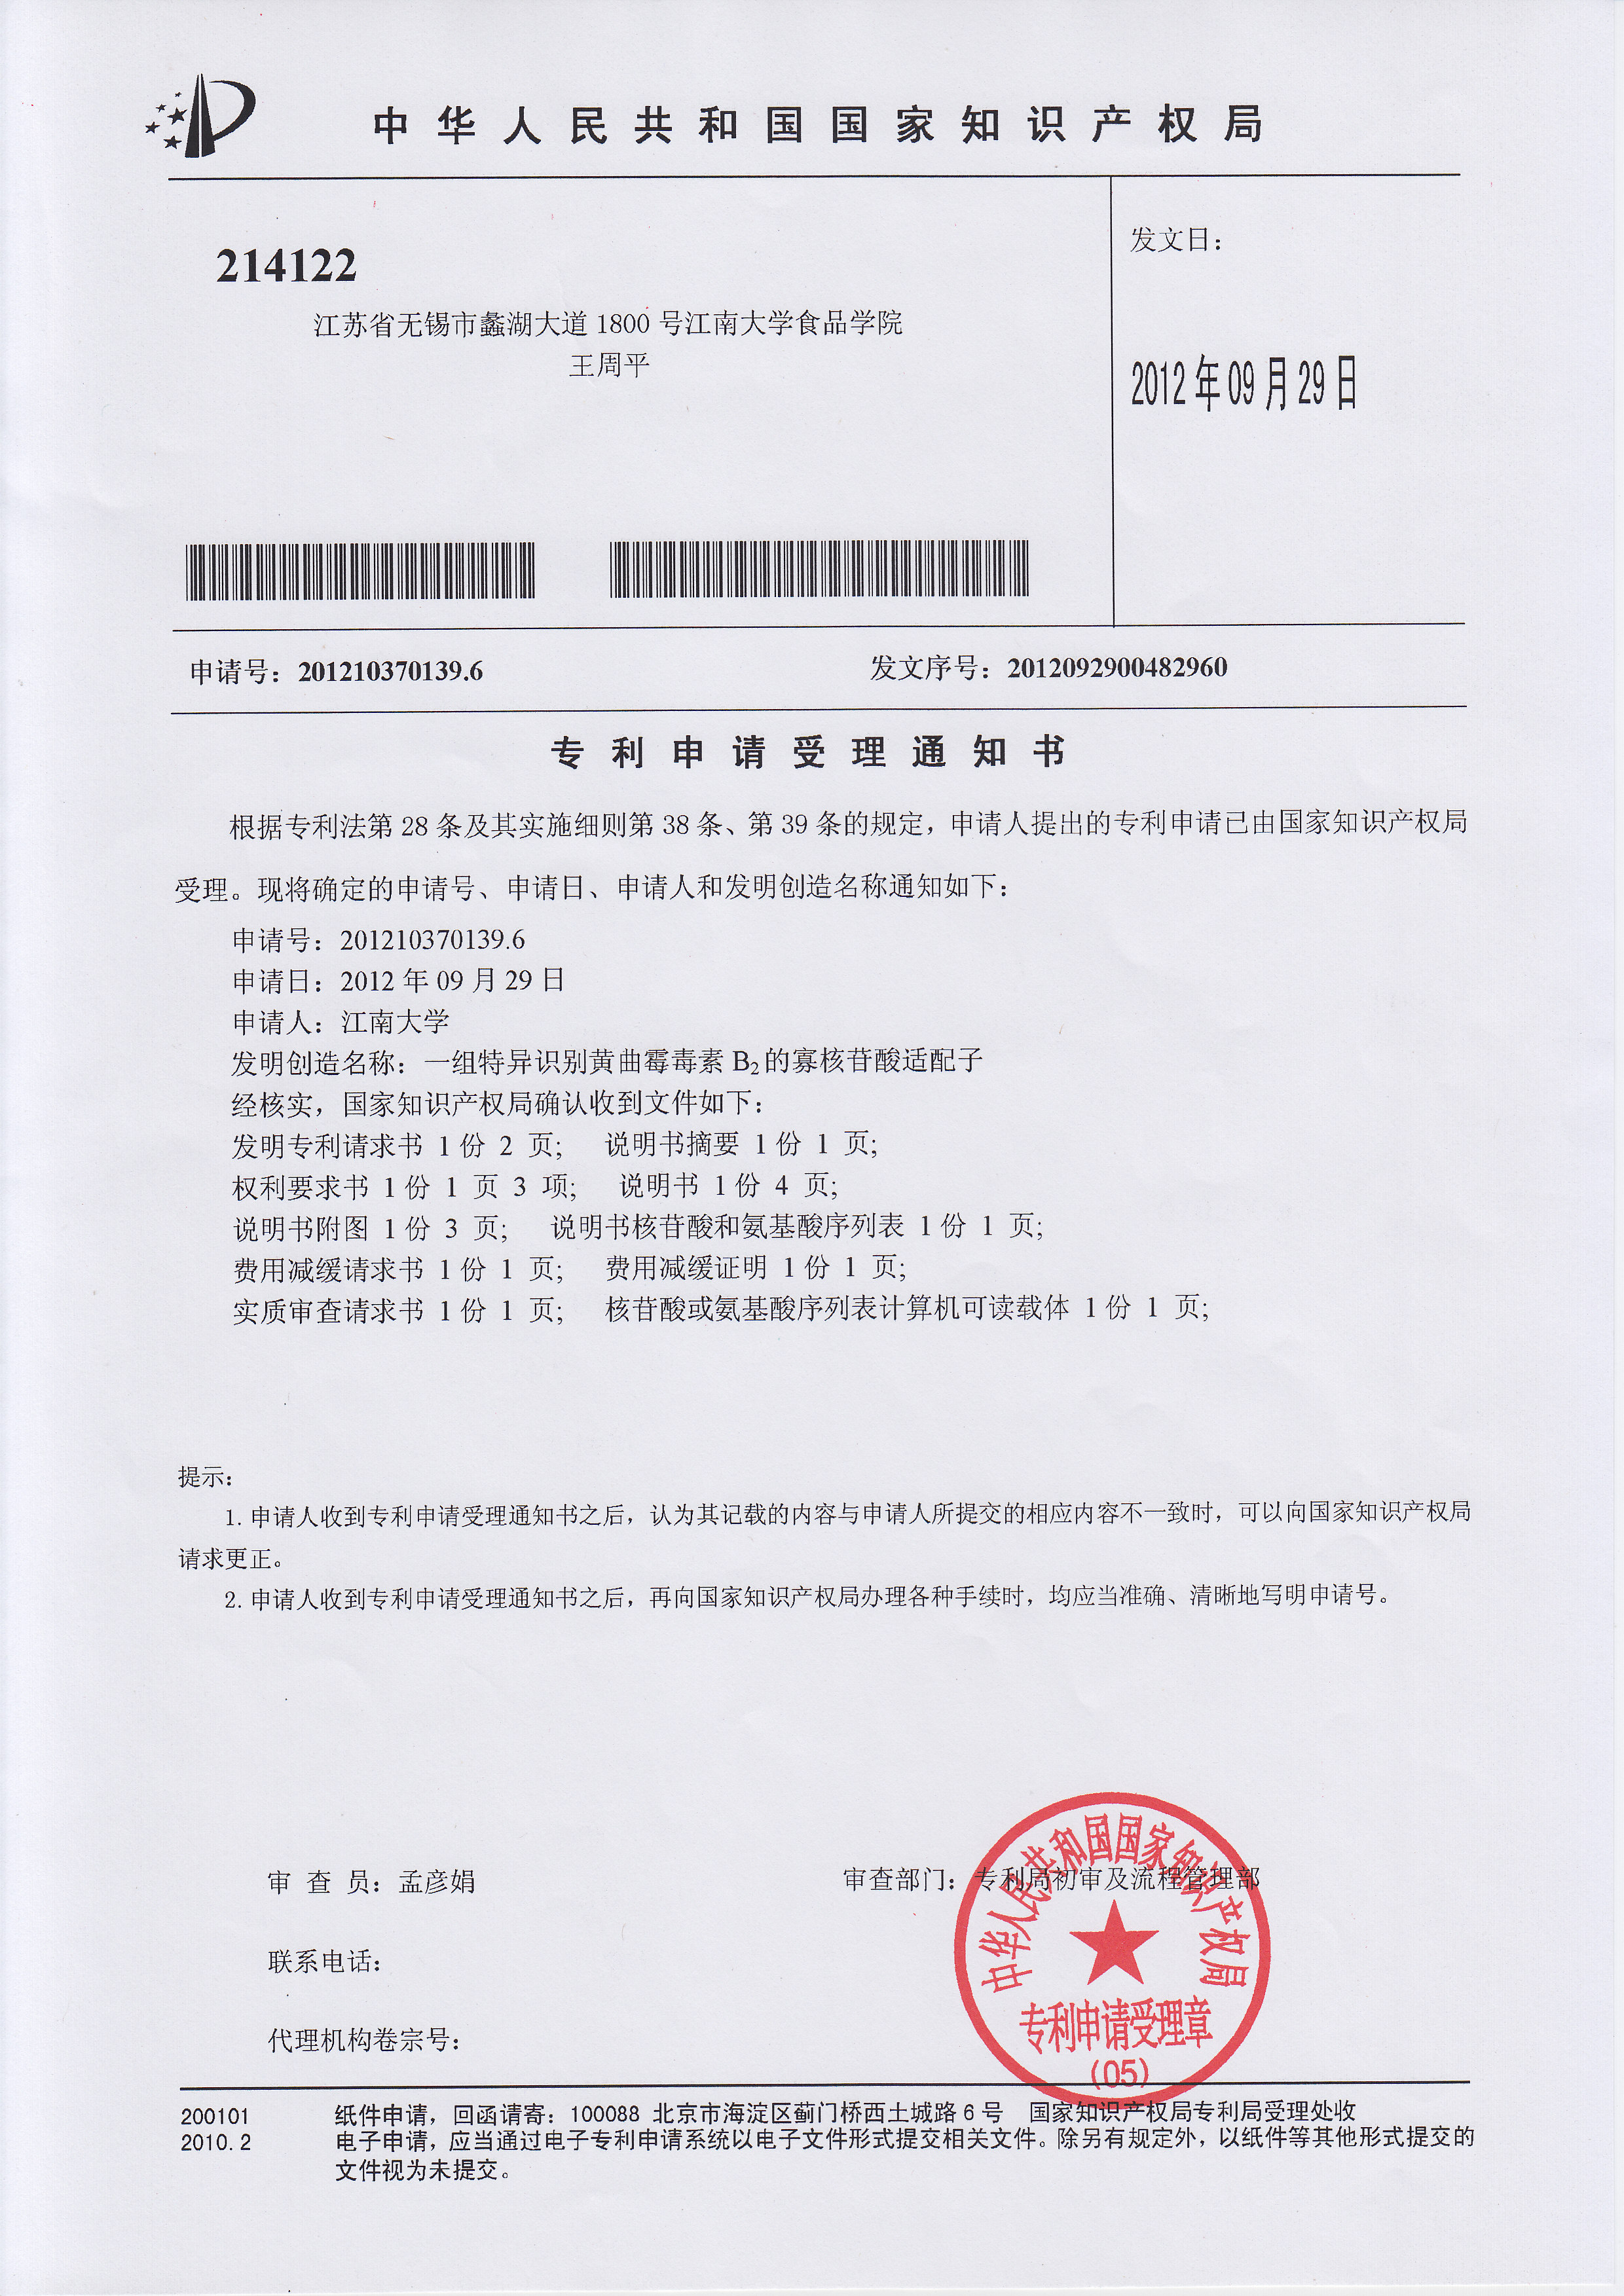 中华人民共和国国家知识产权局
214122
江苏省无锡市蠡湖大道 1800 号江南大学食品学院
王周平
发文日：
2012 年 09 月 29 日
申请号：201210370139.6
发文序号：2012092900482960
专利申请受理通知书
根据专利法第 28 条及其实施细则第 38 条、第 39 条的规定，申请人提出的专利申请已由国家知识产权局
受理。现将确定的申请号、申请日、申请人和发明创造名称通知如下：
申请号：201210370139.6
申请日：2012 年 09 月 29 日
申请人：江南大学
发明创造名称：一组特异识别黄曲霉毒素 B₂的寡核苷酸适配子
经核实，国家知识产权局确认收到文件如下：
发明专利请求书 1 份 2 页; 说明书摘要 1 份 1 页;
权利要求书 1 份 1 页 3 项; 说明书 1 份 4 页;
说明书附图 1 份 3 页; 说明书核苷酸和氨基酸序列表 1 份 1 页;
费用减缓请求书 1 份 1 页; 费用减缓证明 1 份 1 页;
实质审查请求书 1 份 1 页; 核苷酸或氨基酸序列表计算机可读载体 1 份 1 页;
提示：
1. 申请人收到专利申请受理通知书之后，认为其记载的内容与申请人所提交的相应内容不一致时，可以向国家知识产权局
请求更正。
2. 申请人收到专利申请受理通知书之后，再向国家知识产权局办理各种手续时，均应当准确、清晰地写明申请号。
审 查 员：孟彦娟
审查部门：专利局初审及流程管理部
中华人民共和国国家知识产权局
专利申请受理章
(05)
联系电话：
代理机构卷宗号：
200101 纸件申请，回函请寄：100088 北京市海淀区蓟门桥西土城路 6 号 国家知识产权局专利局受理处收
2010.2 电子申请，应当通过电子专利申请系统以电子文件形式提交相关文件。除另有规定外，以纸件等其他形式提交的
文件视为未提交。